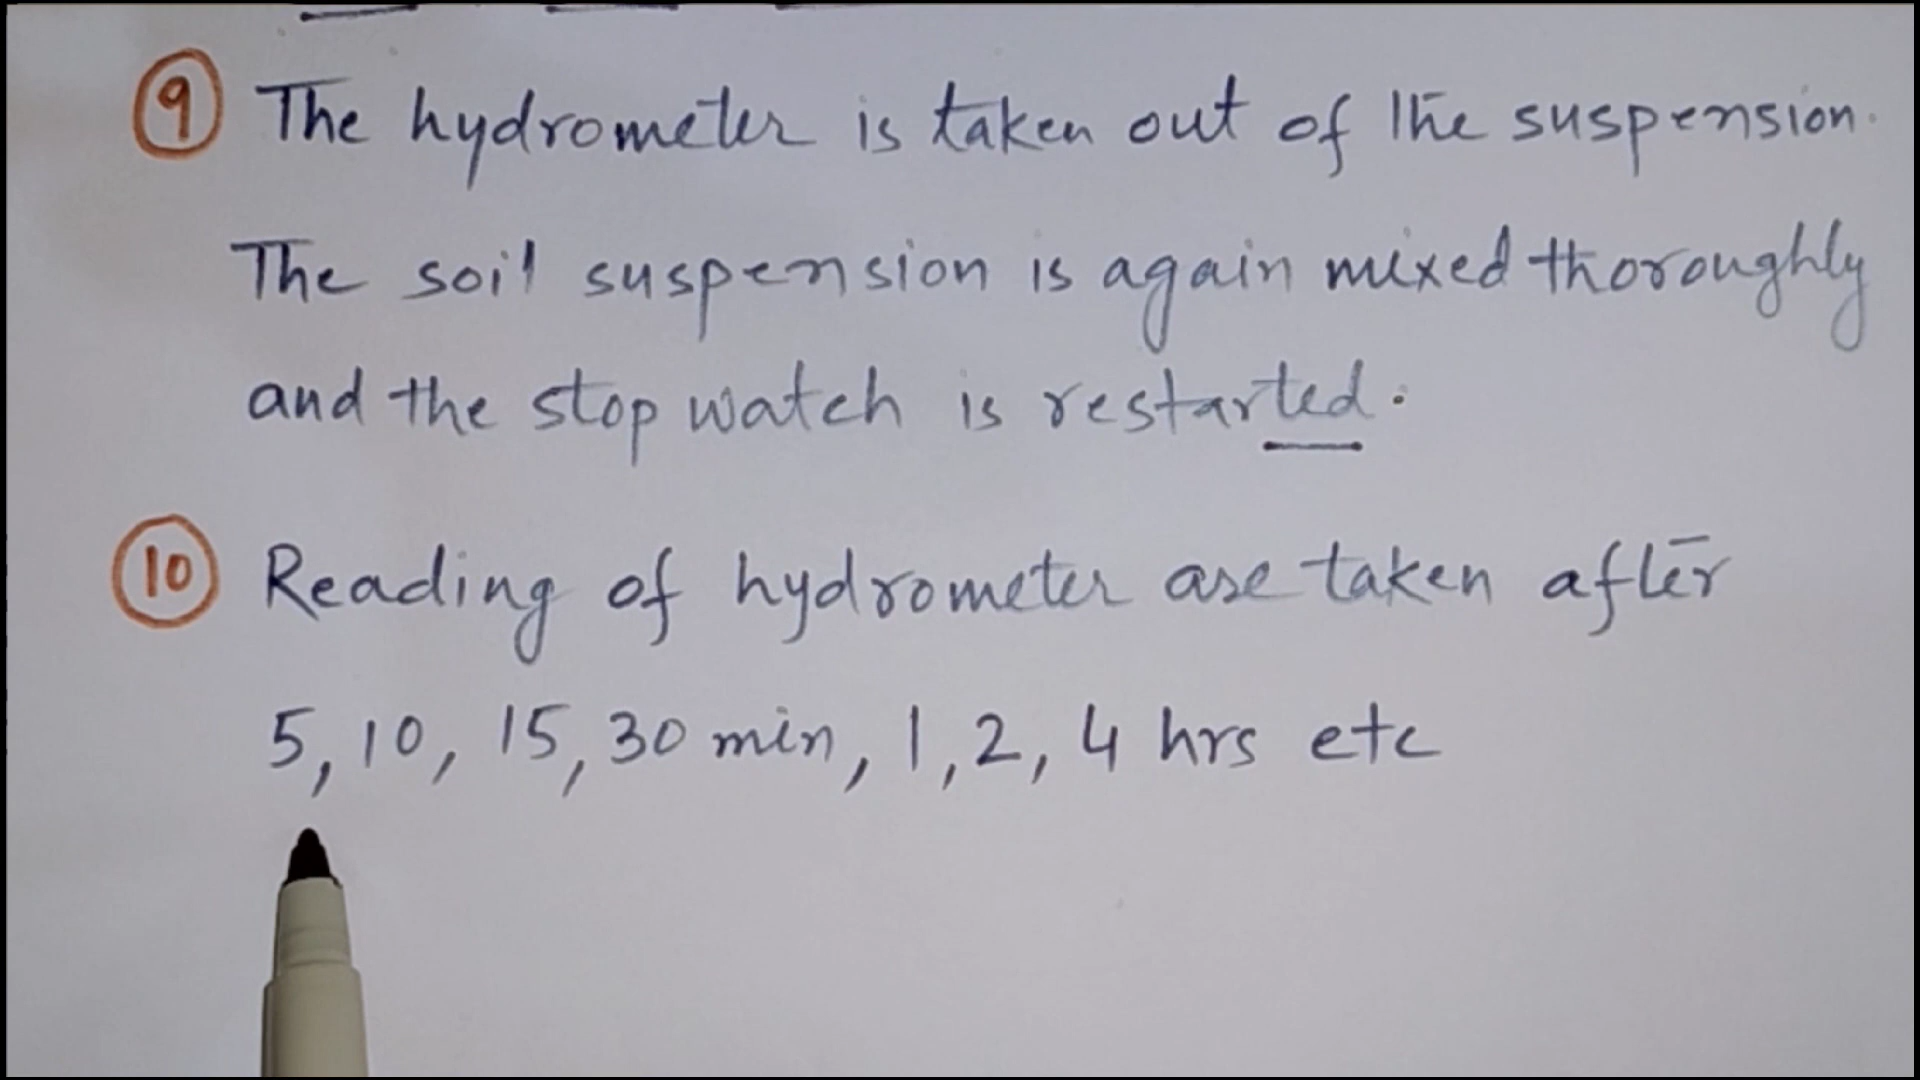 9 The hydrometer is taken out of the suspension.
The soil suspension is again mixed thoroughly
and the stop watch is restarted.
10 Reading of hydrometer are taken after
5, 10, 15, 30 min, 1, 2, 4 hrs etc